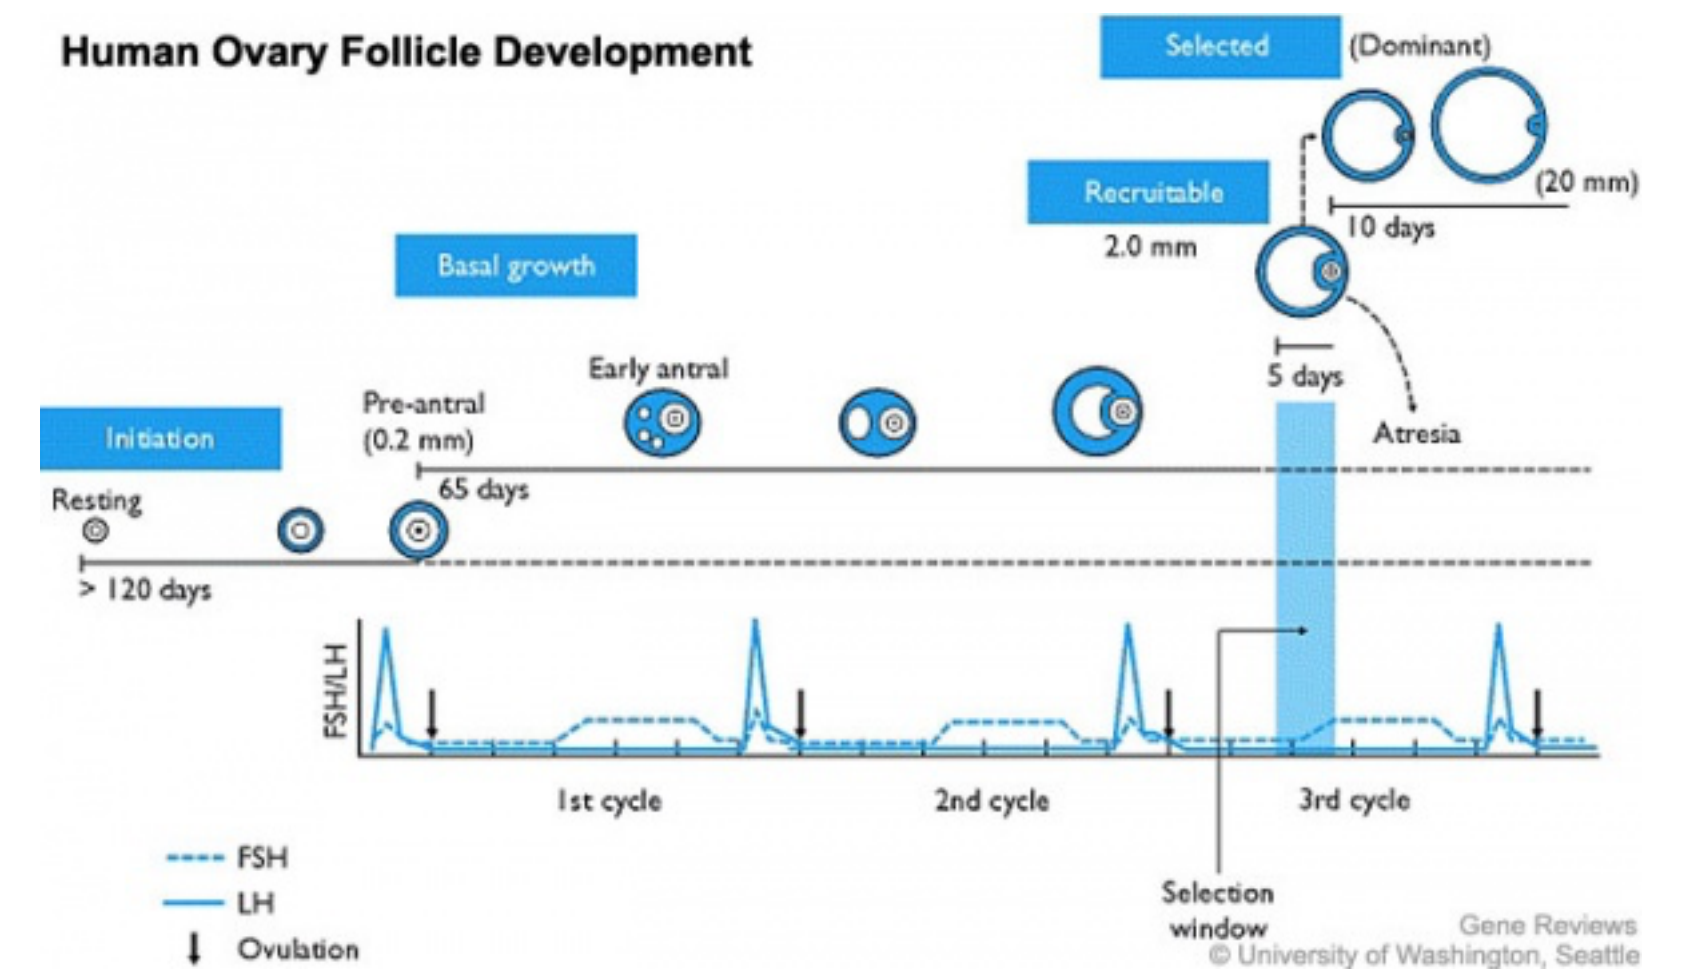 Human Ovary Follicle Development
Selected
(Dominant)
(20 mm)
10 days
Recruitable
2.0 mm
Basal growth
5 days
Early antral
Pre-antral
(0.2 mm)
Atresia
Initiation
65 days
Resting
> 120 days
FSH/LH
1st cycle
2nd cycle
3rd cycle
FSH
LH
Ovulation
Selection
window
Gene Reviews
© University of Washington, Seattle